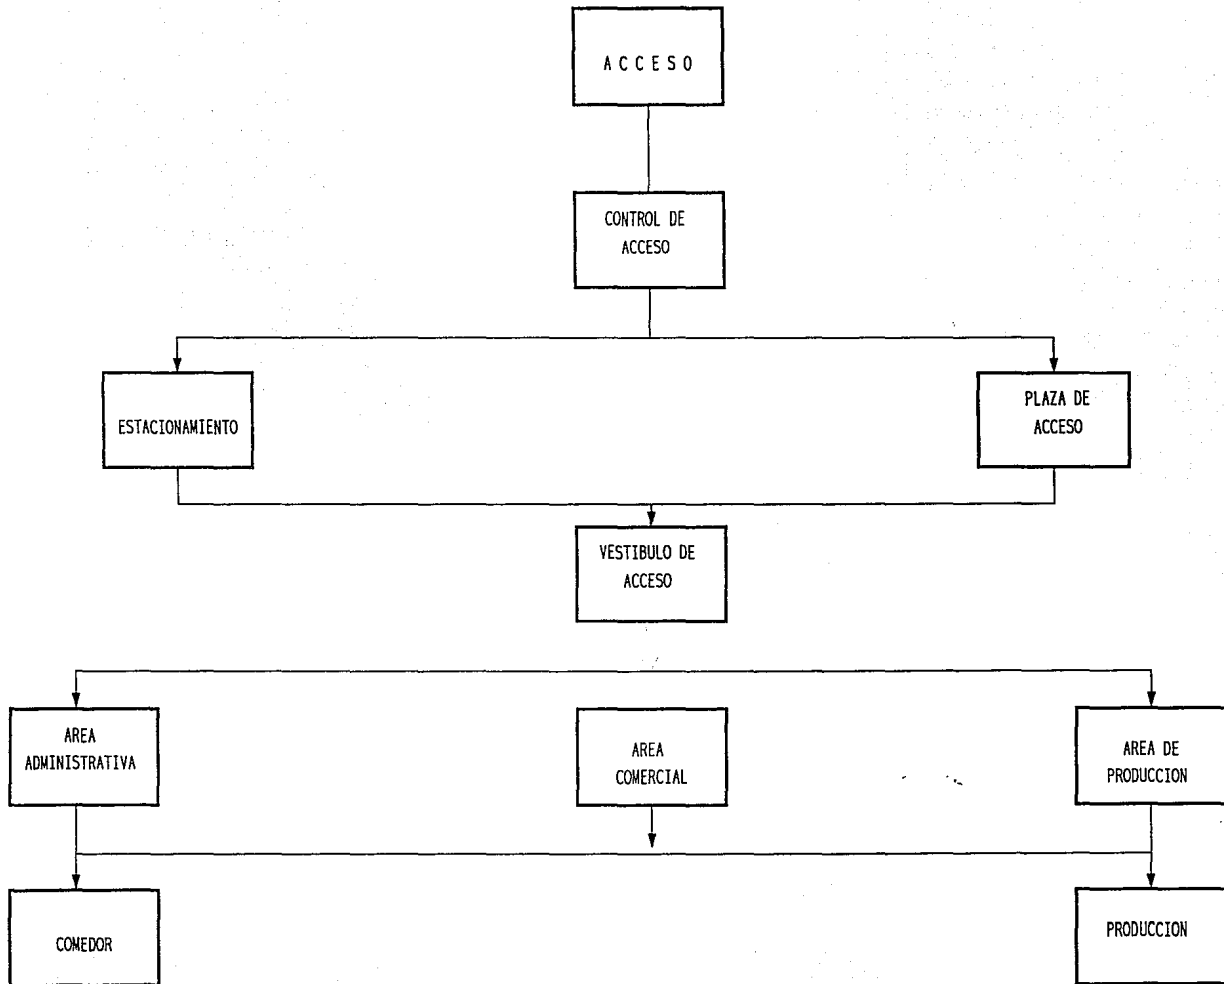 A C C E S O
CONTROL DE
ACCESO
ESTACIONAMIENTO
PLAZA DE
ACCESO
VESTIBULO DE
ACCESO
AREA
ADMINISTRATIVA
AREA
COMERCIAL
AREA DE
PRODUCCION
COMEDOR
PRODUCCION